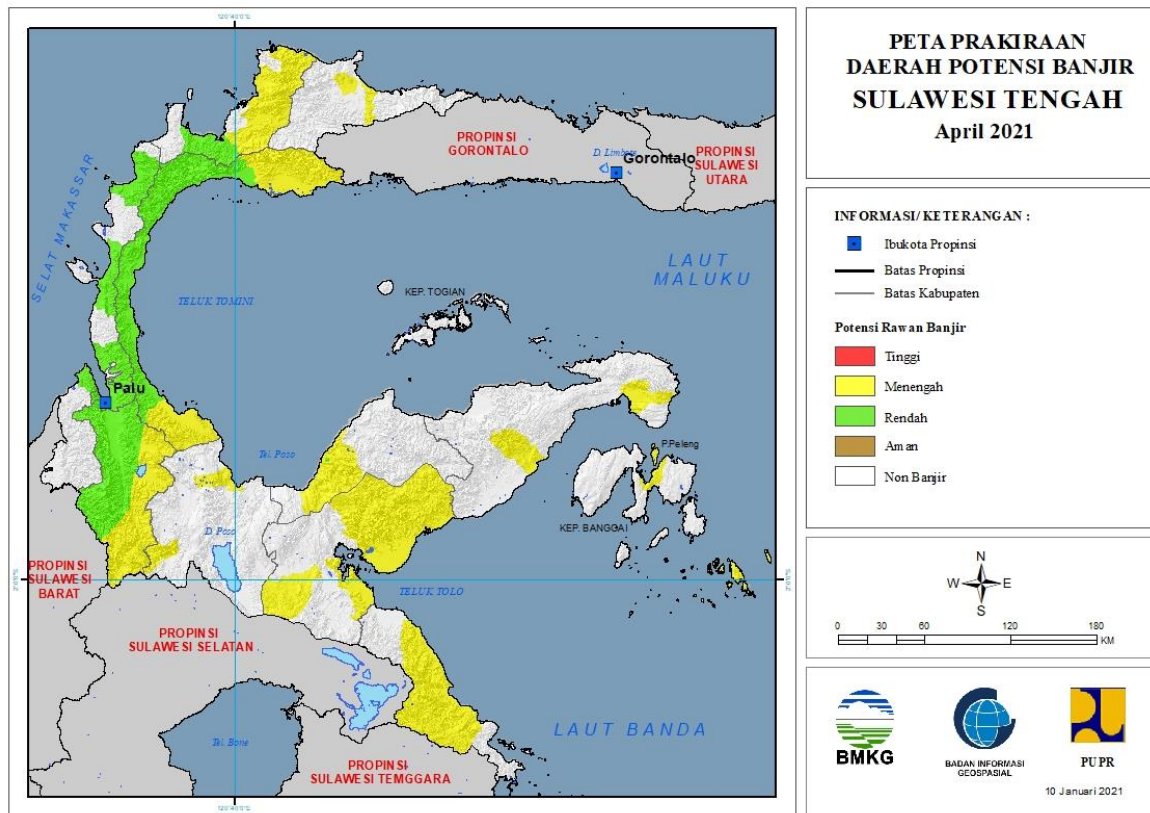 PETA PRAKIRAAN
DAERAH POTENSI BANJIR
SULAWESI TENGAH
April 2021
INFORMASI/ KETERANGAN :
Ibukota Propinsi
Batas Propinsi
Batas Kabupaten
Potensi Rawan Banjir
Tinggi
Menengah
Rendah
Aman
Non Banjir
N
W
E
S
0 30 60 120 180
KM
BMKG
BADAN INFORMASI
GEOSPASIAL
PUPR
10 Januari 2021
PROPINSI
GORONTALO
D. Limboto
Gorontalo
PROPINSI
SULAWESI
UTARA
SELAT MAKASSAR
LAUT
MALUKU
TELUK TOMINI
KEP. TOGIAN
Palu
Tel. Poso
P.Peleng
KEP. BANGGAI
D. Poso
PROPINSI
SULAWESI
BARAT
TELUK TOLO
PROPINSI
SULAWESI SELATAN
LAUT BANDA
Tel. Bone
PROPINSI
SULAWESI TEMGGARA